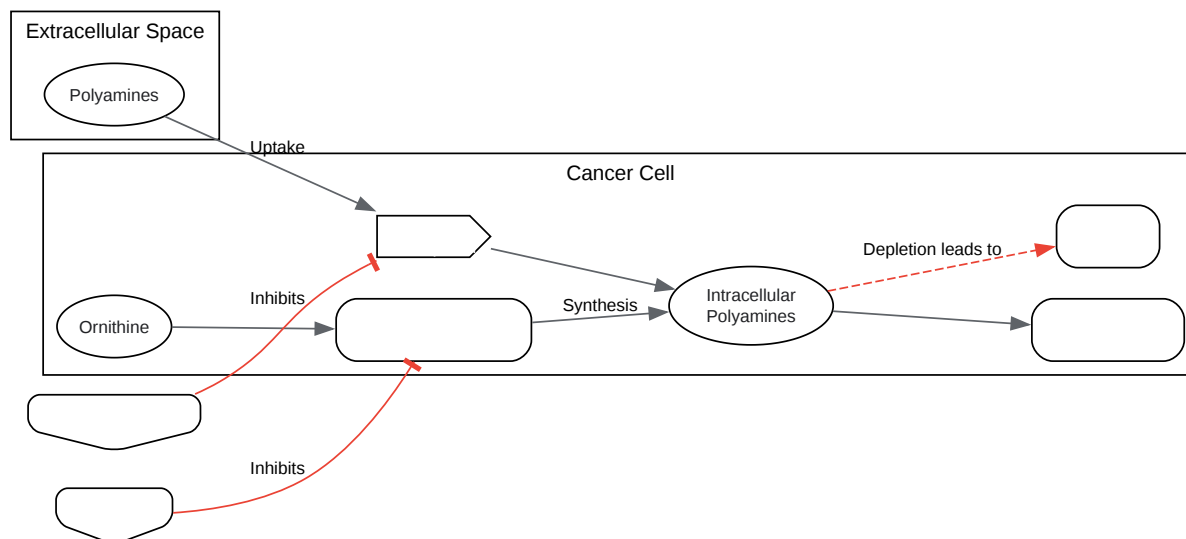 Extracellular Space
Polyamines
Uptake
Cancer Cell
Depletion leads to
Inhibits
Intracellular
Polyamines
Synthesis
Ornithine
Inhibits